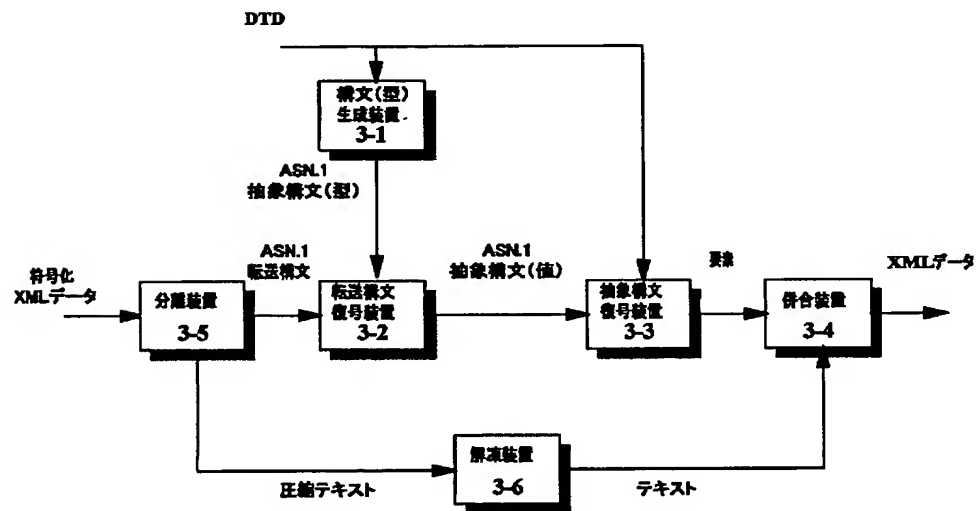 DTD
構文(型)
生成装置
3-1
ASN.1
抽象構文(型)
符号化
XMLデータ
ASN.1
転送構文
ASN.1
抽象構文(値)
要素
XMLデータ
分離装置
3-5
転送構文
復号装置
3-2
抽象構文
復号装置
3-3
併合装置
3-4
解凍装置
3-6
圧縮テキスト
テキスト